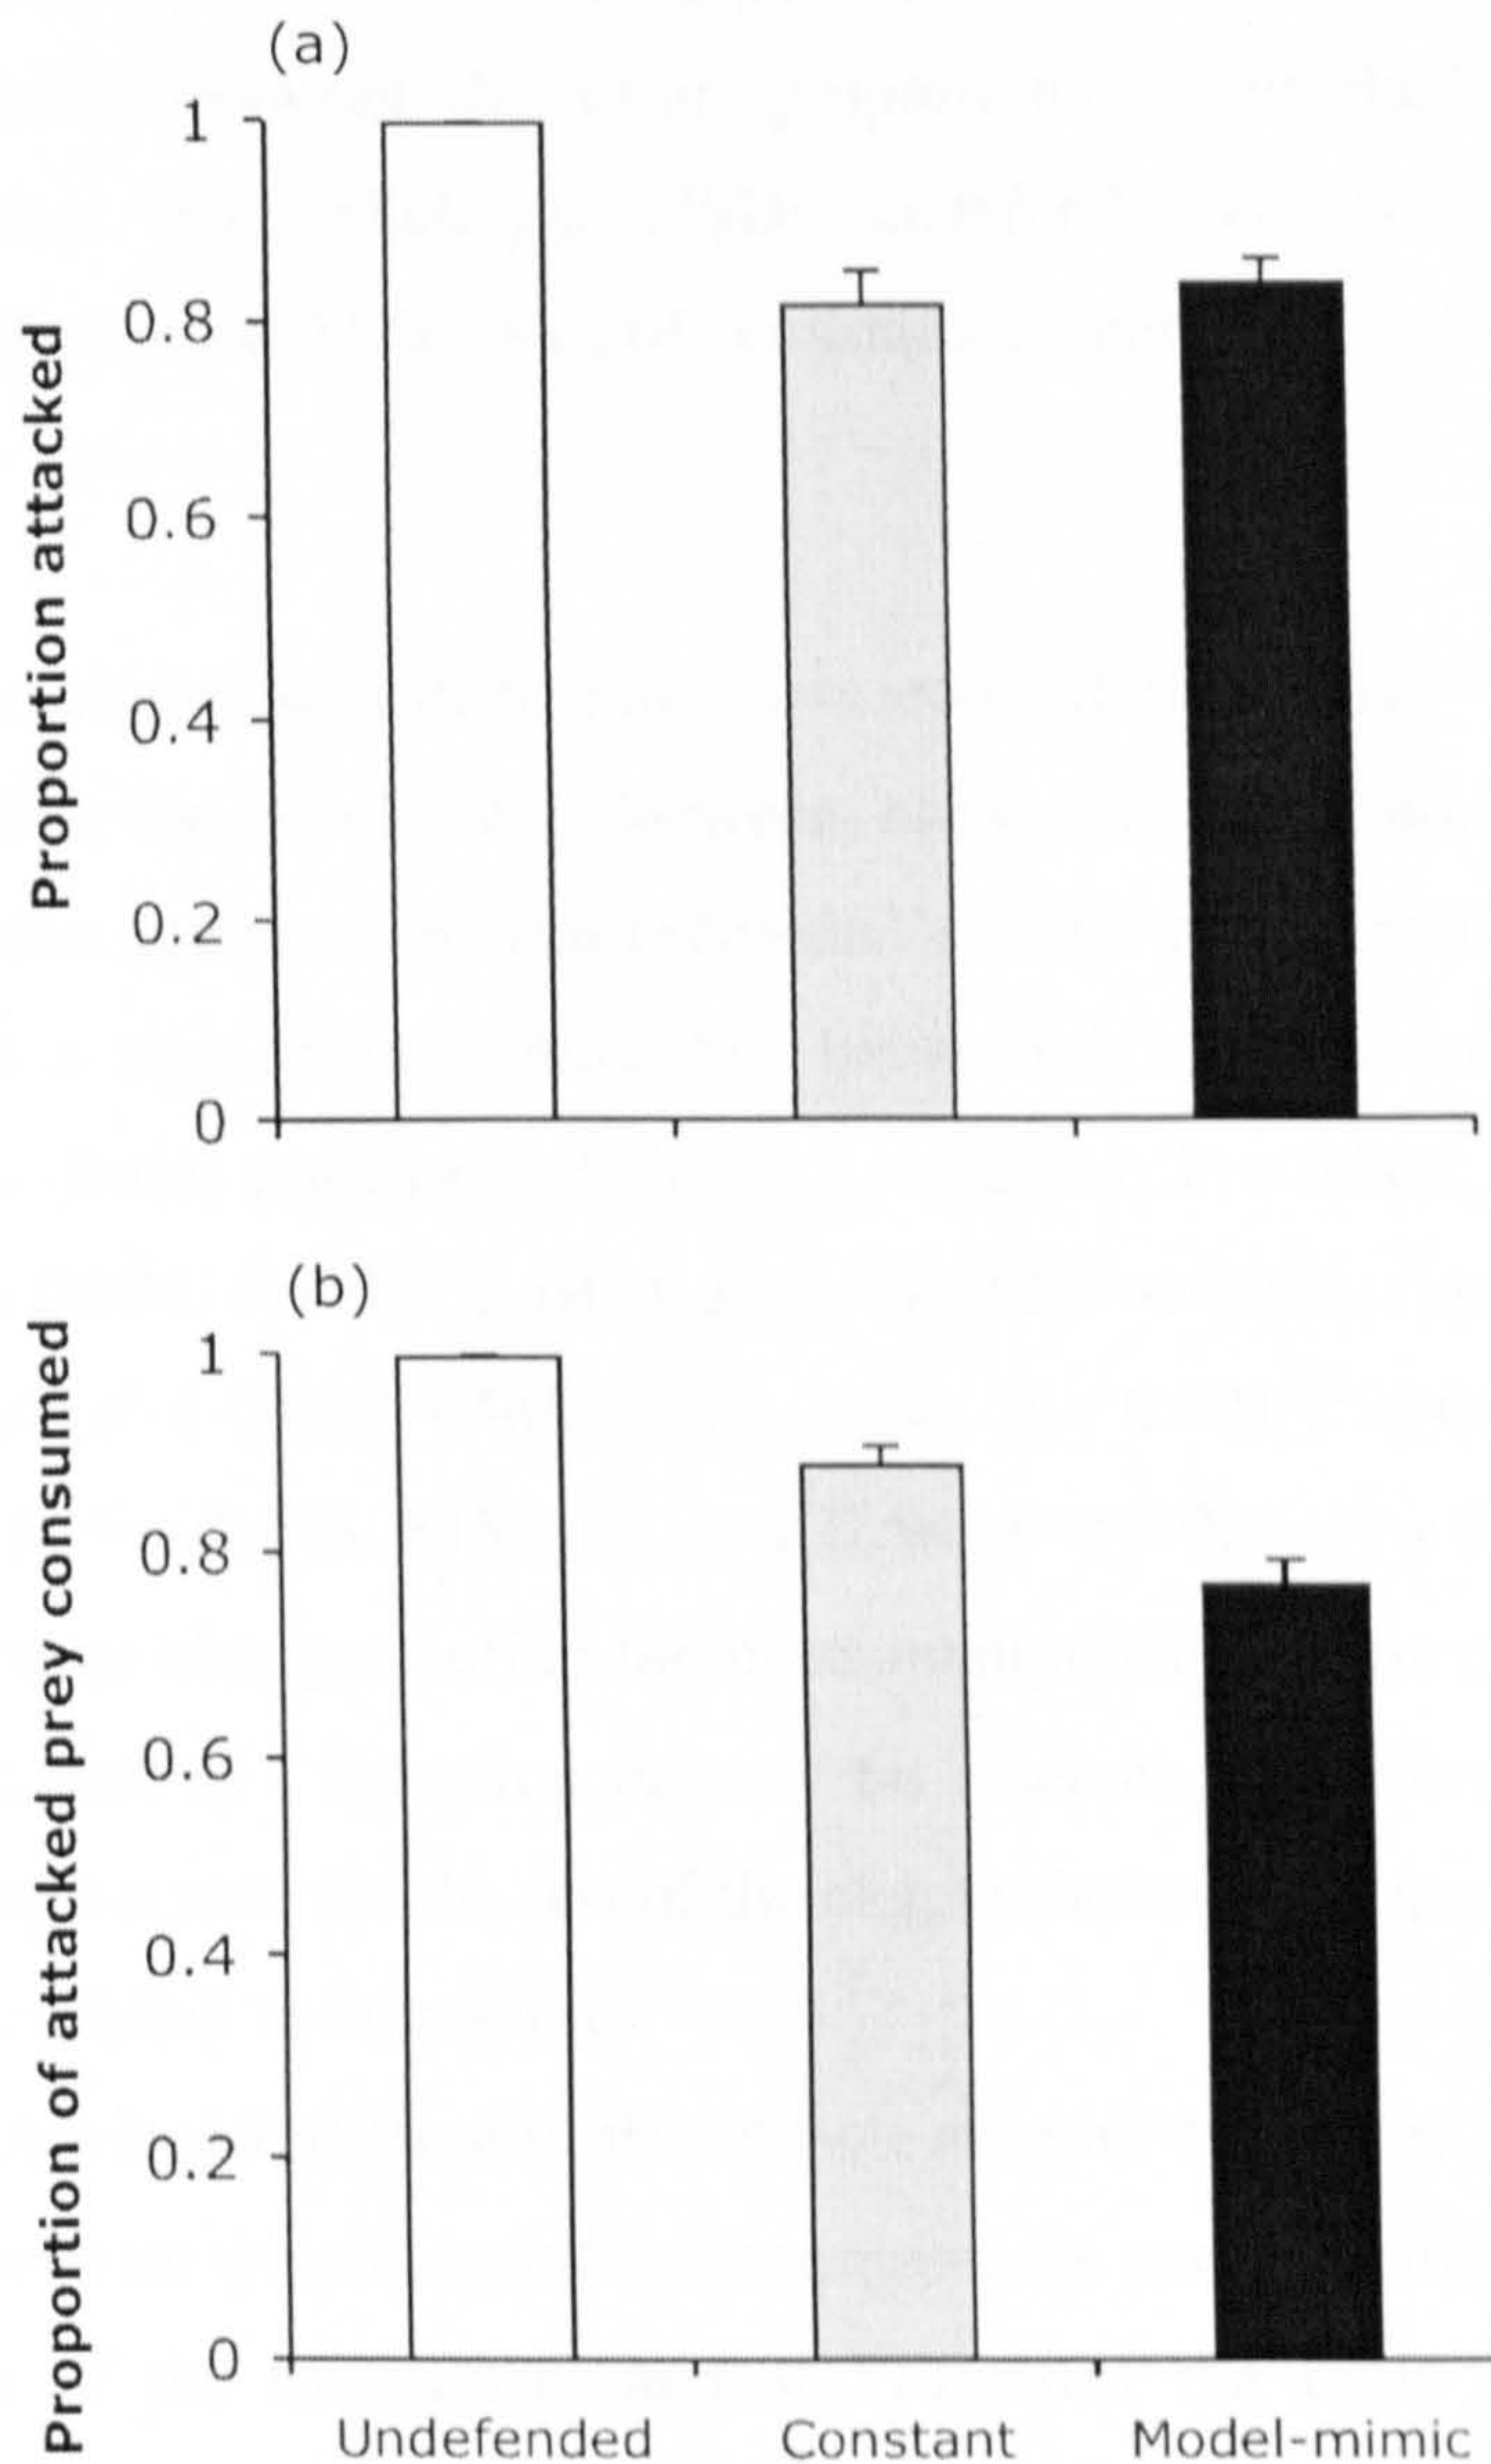 (a)
Proportion attacked
1
0.8
0.6
0.4
0.2
0
(b)
Proportion of attacked prey consumed
1
0.8
0.6
0.4
0.2
0
Undefended Constant Model-mimic